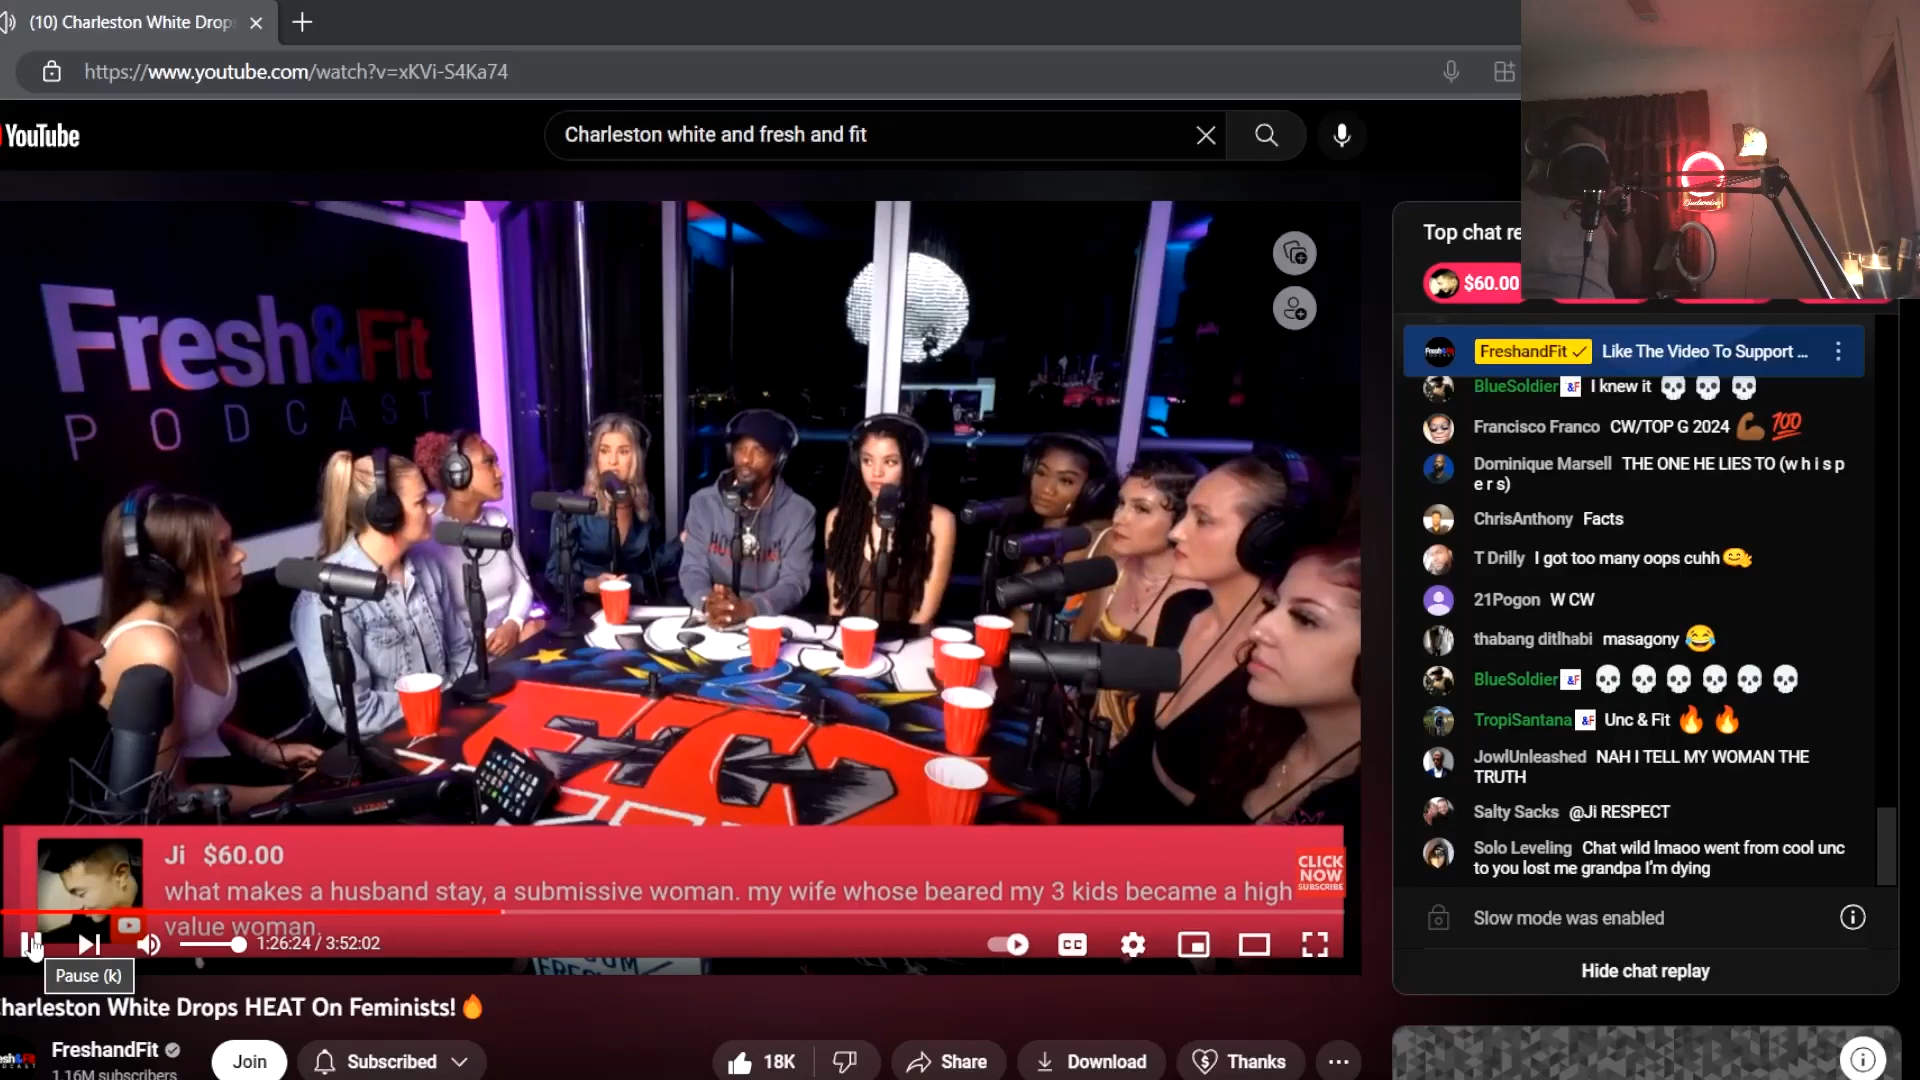 (10) Charleston White Drop
https://www.youtube.com/watch?v=xKVi-S4Ka74
YouTube
Charleston white and fresh and fit
Top chat re
$60.00
FreshandFit Like The Video To Support ...
BlueSoldier &F I knew it
Francisco Franco CW/TOP G 2024 💪 💯
Dominique Marsell THE ONE HE LIES TO (w h i s p
e r s)
ChrisAnthony Facts
T Drilly I got too many oops cuhh
21Pogon W CW
thabang ditlhabi masagony 😂
BlueSoldier &F 💀 💀 💀 💀 💀 💀
TropiSantana &F Unc & Fit 🔥 🔥
JowlUnleashed NAH I TELL MY WOMAN THE
TRUTH
Salty Sacks @Ji RESPECT
Solo Leveling Chat wild lmaoo went from cool unc
to you lost me grandpa I'm dying
Slow mode was enabled
Hide chat replay
Fresh&Fit
PODCAST
Ji $60.00
what makes a husband stay, a submissive woman. my wife whose beared my 3 kids became a high
value woman.
CLICK
NOW
SUBSCRIBE
1:26:24 / 3:52:02
CC
Pause (k)
harleston White Drops HEAT On Feminists! 🔥
FreshandFit
1.16M subscribers
Join
Subscribed
18K
Share
Download
Thanks